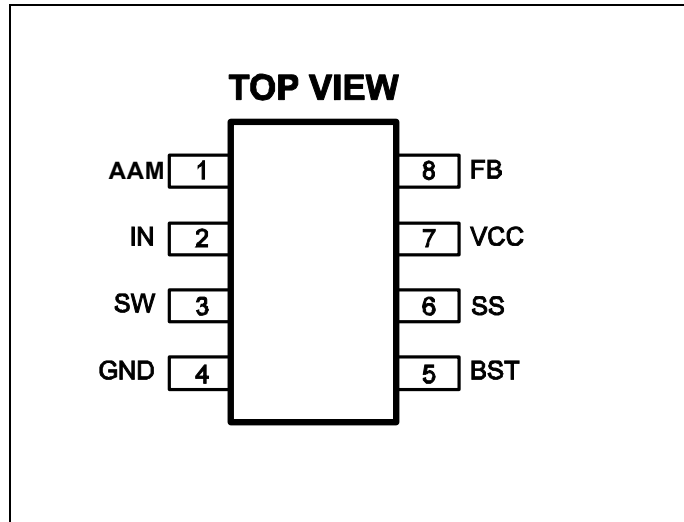 TOP VIEW
AAM 1 8 FB
IN 2 7 VCC
SW 3 6 SS
GND 4 5 BST